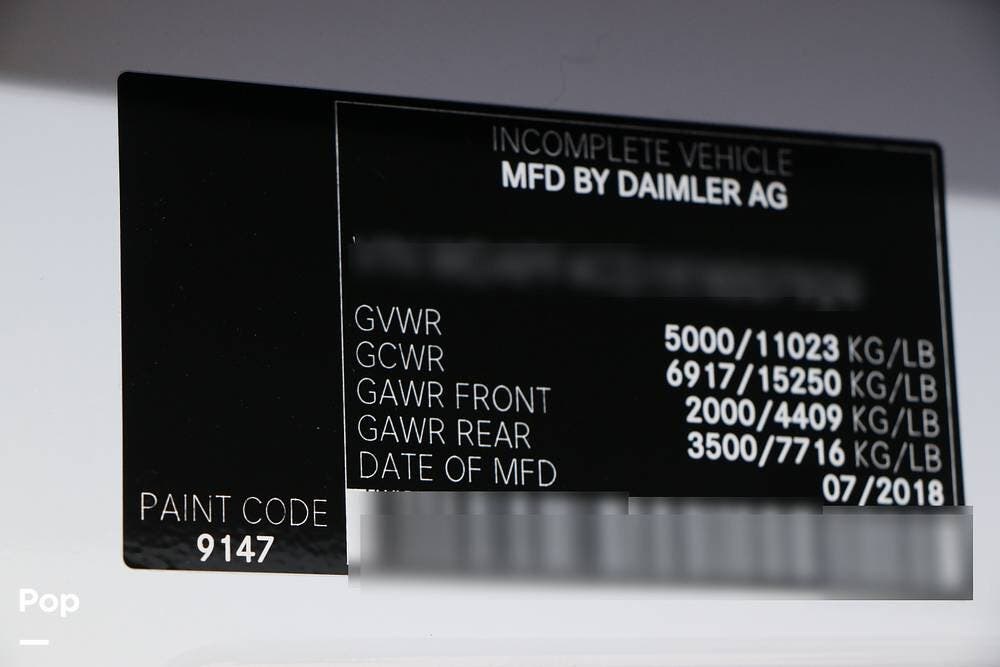 INCOMPLETE VEHICLE
MFD BY DAIMLER AG
GVWR 5000/11023 KG/LB
GCWR 6917/15250 KG/LB
GAWR FRONT 2000/4409 KG/LB
GAWR REAR 3500/7716 KG/LB
DATE OF MFD 07/2018
PAINT CODE
9147
Pop